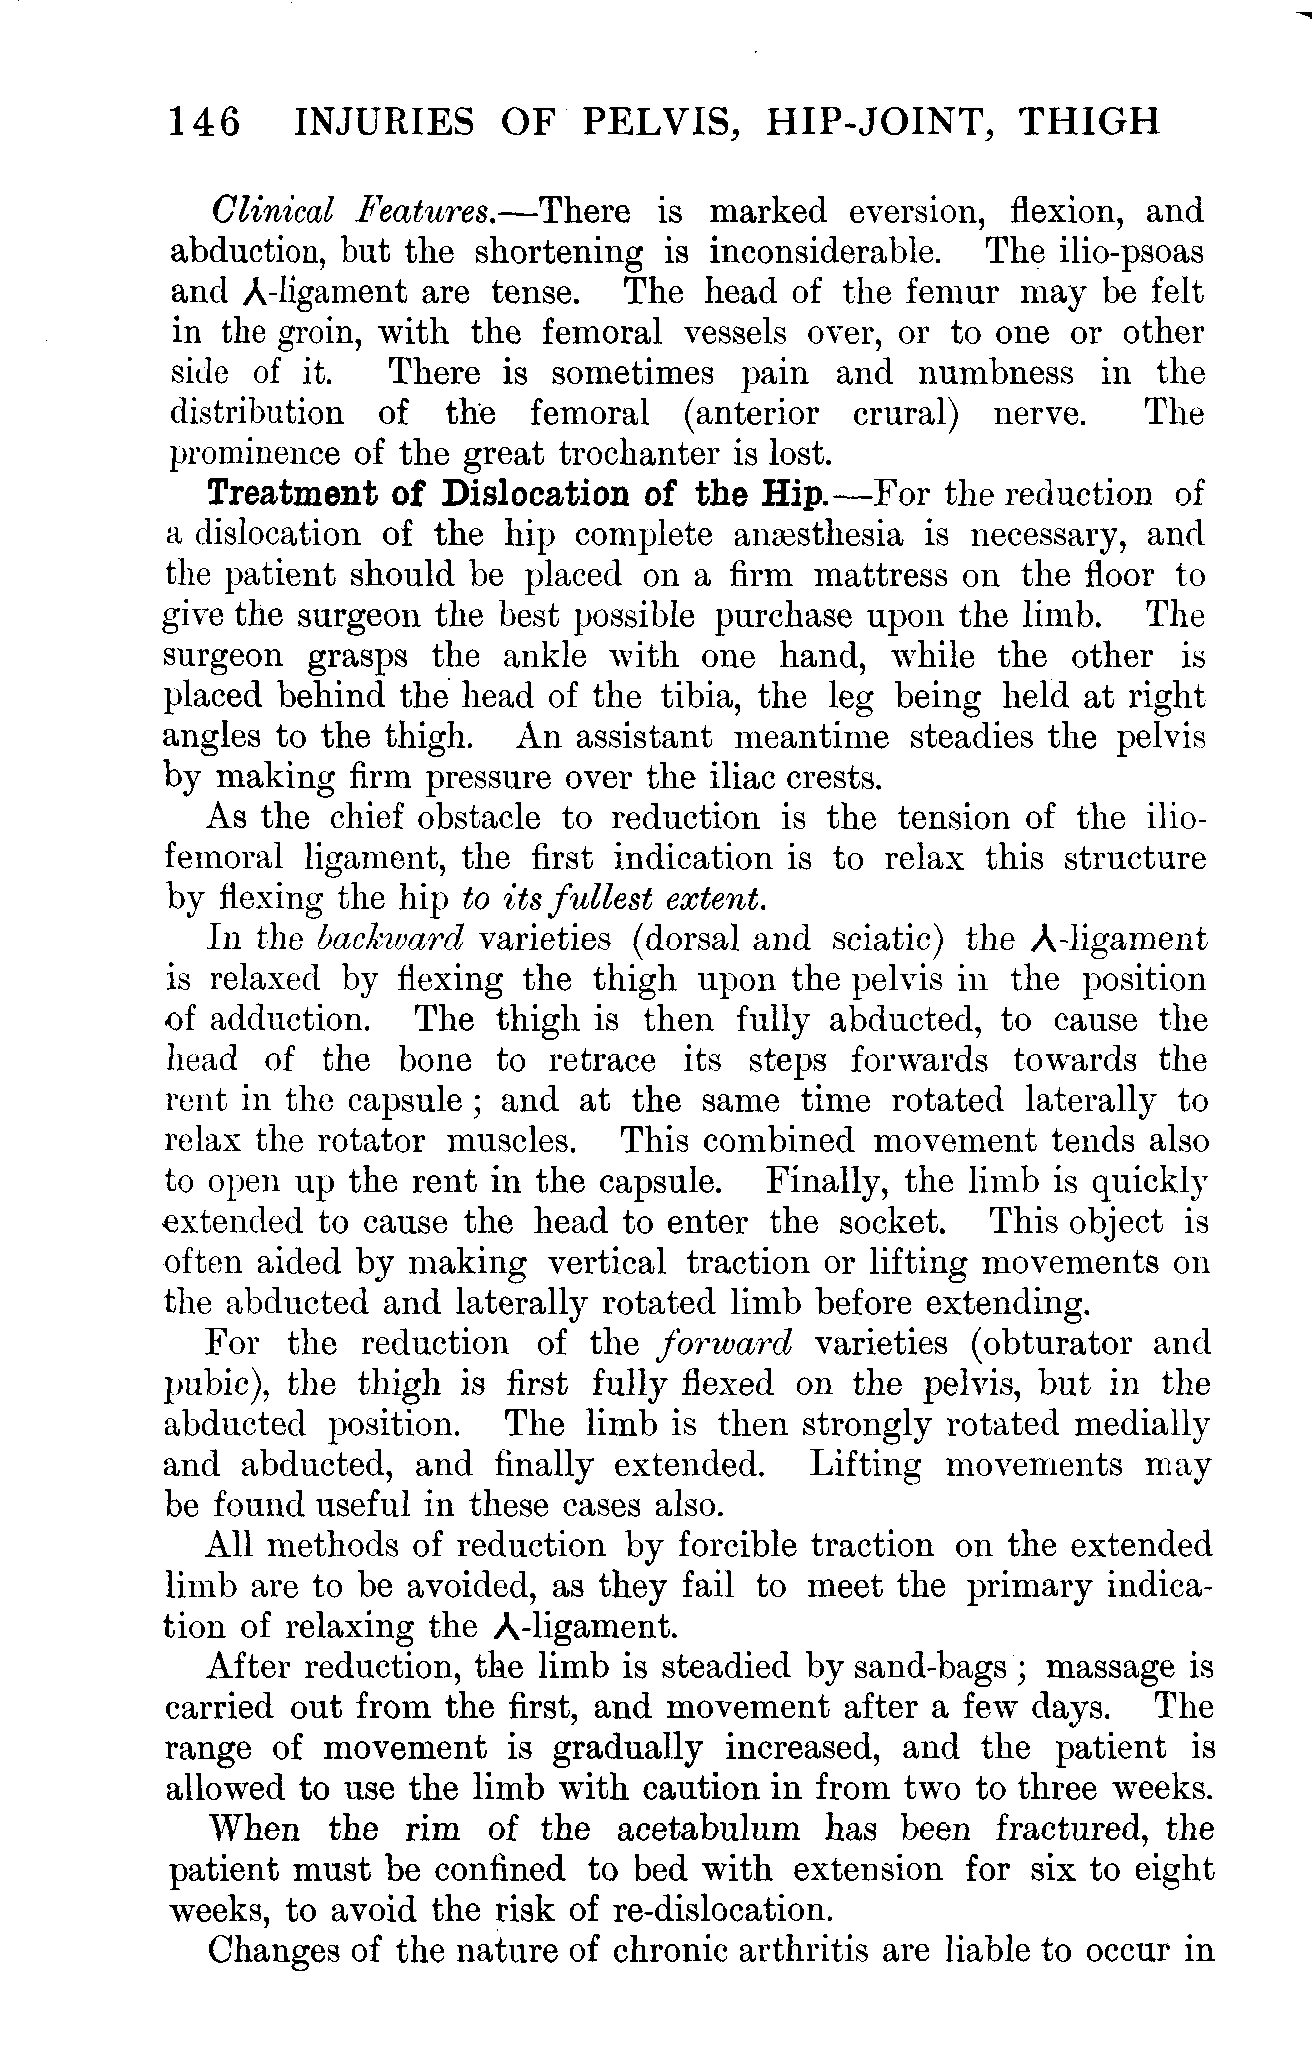 146 INJURIES OF PELVIS, HIP-JOINT, THIGH
Clinical Features.—There is marked eversion, flexion, and
abduction, but the shortening is inconsiderable. The ilio-psoas
and ⅄-ligament are tense. The head of the femur may be felt
in the groin, with the femoral vessels over, or to one or other
side of it. There is sometimes pain and numbness in the
distribution of the femoral (anterior crural) nerve. The
prominence of the great trochanter is lost.
Treatment of Dislocation of the Hip.—For the reduction of
a dislocation of the hip complete anæsthesia is necessary, and
the patient should be placed on a firm mattress on the floor to
give the surgeon the best possible purchase upon the limb. The
surgeon grasps the ankle with one hand, while the other is
placed behind the head of the tibia, the leg being held at right
angles to the thigh. An assistant meantime steadies the pelvis
by making firm pressure over the iliac crests.
As the chief obstacle to reduction is the tension of the ilio-
femoral ligament, the first indication is to relax this structure
by flexing the hip to its fullest extent.
In the backward varieties (dorsal and sciatic) the ⅄-ligament
is relaxed by flexing the thigh upon the pelvis in the position
of adduction. The thigh is then fully abducted, to cause the
head of the bone to retrace its steps forwards towards the
rent in the capsule ; and at the same time rotated laterally to
relax the rotator muscles. This combined movement tends also
to open up the rent in the capsule. Finally, the limb is quickly
extended to cause the head to enter the socket. This object is
often aided by making vertical traction or lifting movements on
the abducted and laterally rotated limb before extending.
For the reduction of the forward varieties (obturator and
pubic), the thigh is first fully flexed on the pelvis, but in the
abducted position. The limb is then strongly rotated medially
and abducted, and finally extended. Lifting movements may
be found useful in these cases also.
All methods of reduction by forcible traction on the extended
limb are to be avoided, as they fail to meet the primary indica-
tion of relaxing the ⅄-ligament.
After reduction, the limb is steadied by sand-bags ; massage is
carried out from the first, and movement after a few days. The
range of movement is gradually increased, and the patient is
allowed to use the limb with caution in from two to three weeks.
When the rim of the acetabulum has been fractured, the
patient must be confined to bed with extension for six to eight
weeks, to avoid the risk of re-dislocation.
Changes of the nature of chronic arthritis are liable to occur in